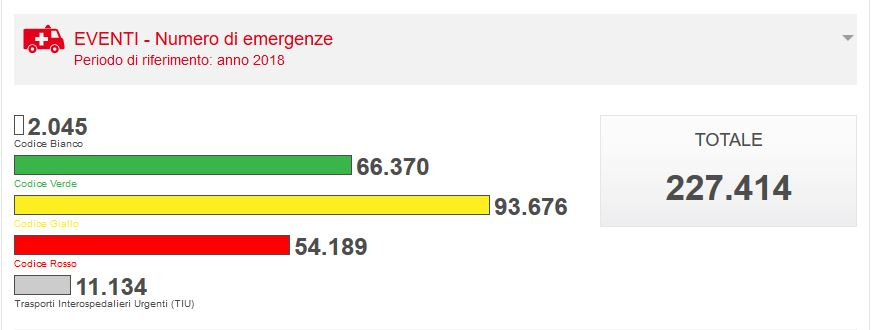 EVENTI - Numero di emergenze
Periodo di riferimento: anno 2018
2.045
Codice Bianco
66.370
Codice Verde
93.676
Codice Giallo
54.189
Codice Rosso
11.134
Trasporti Interospedalieri Urgenti (TIU)
TOTALE
227.414